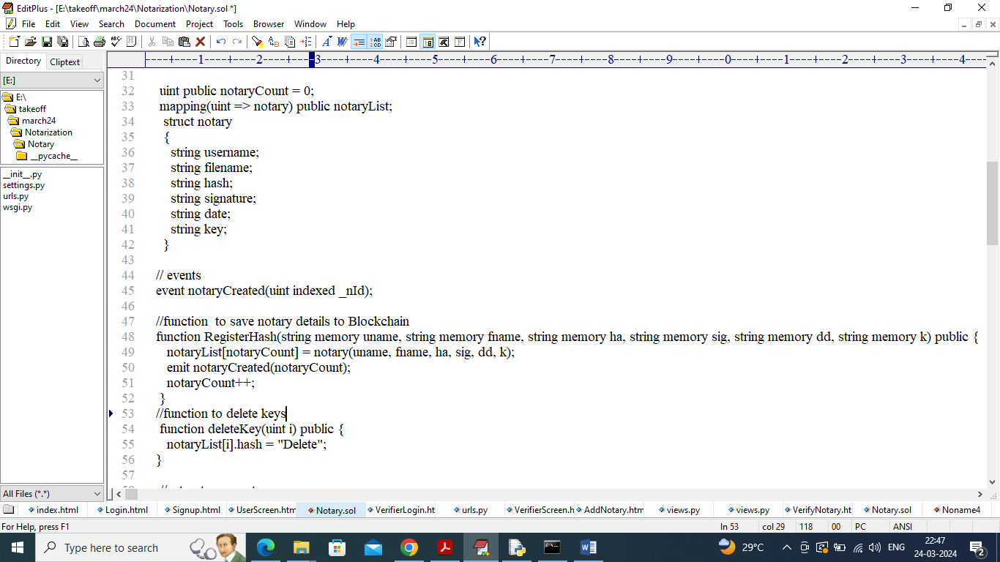 EditPlus - [E:\takeoff\march24\Notarization\Notary.sol *]
File Edit View Search Document Project Tools Browser Window Help
Directory Cliptext
[E:]
E:\
takeoff
march24
Notarization
Notary
__pycache__
__init__.py
settings.py
urls.py
wsgi.py
All Files (*.*)
----+----1----+----2----+----3----+----4----+----5----+----6----+----7----+----8----+----9----+----0----+----1----+----2----+----3----+----4----
31
32 uint public notaryCount = 0;
33 mapping(uint => notary) public notaryList;
34 struct notary
35 {
36 string username;
37 string filename;
38 string hash;
39 string signature;
40 string date;
41 string key;
42 }
43
44 // events
45 event notaryCreated(uint indexed _nId);
46
47 //function  to save notary details to Blockchain
48 function RegisterHash(string memory uname, string memory fname, string memory ha, string memory sig, string memory dd, string memory k) public {
49 notaryList[notaryCount] = notary(uname, fname, ha, sig, dd, k);
50 emit notaryCreated(notaryCount);
51 notaryCount++;
52 }
53 //function to delete keys
54 function deleteKey(uint i) public {
55 notaryList[i].hash = "Delete";
56 }
57
index.html Login.html Signup.html UserScreen.htm Notary.sol VerifierLogin.ht urls.py VerifierScreen.h AddNotary.htm views.py views.py VerifyNotary.ht Notary.sol Noname4
For Help, press F1 ln 53 col 29 118 00 PC ANSI
Type here to search 29°C ENG 22:47
24-03-2024 2